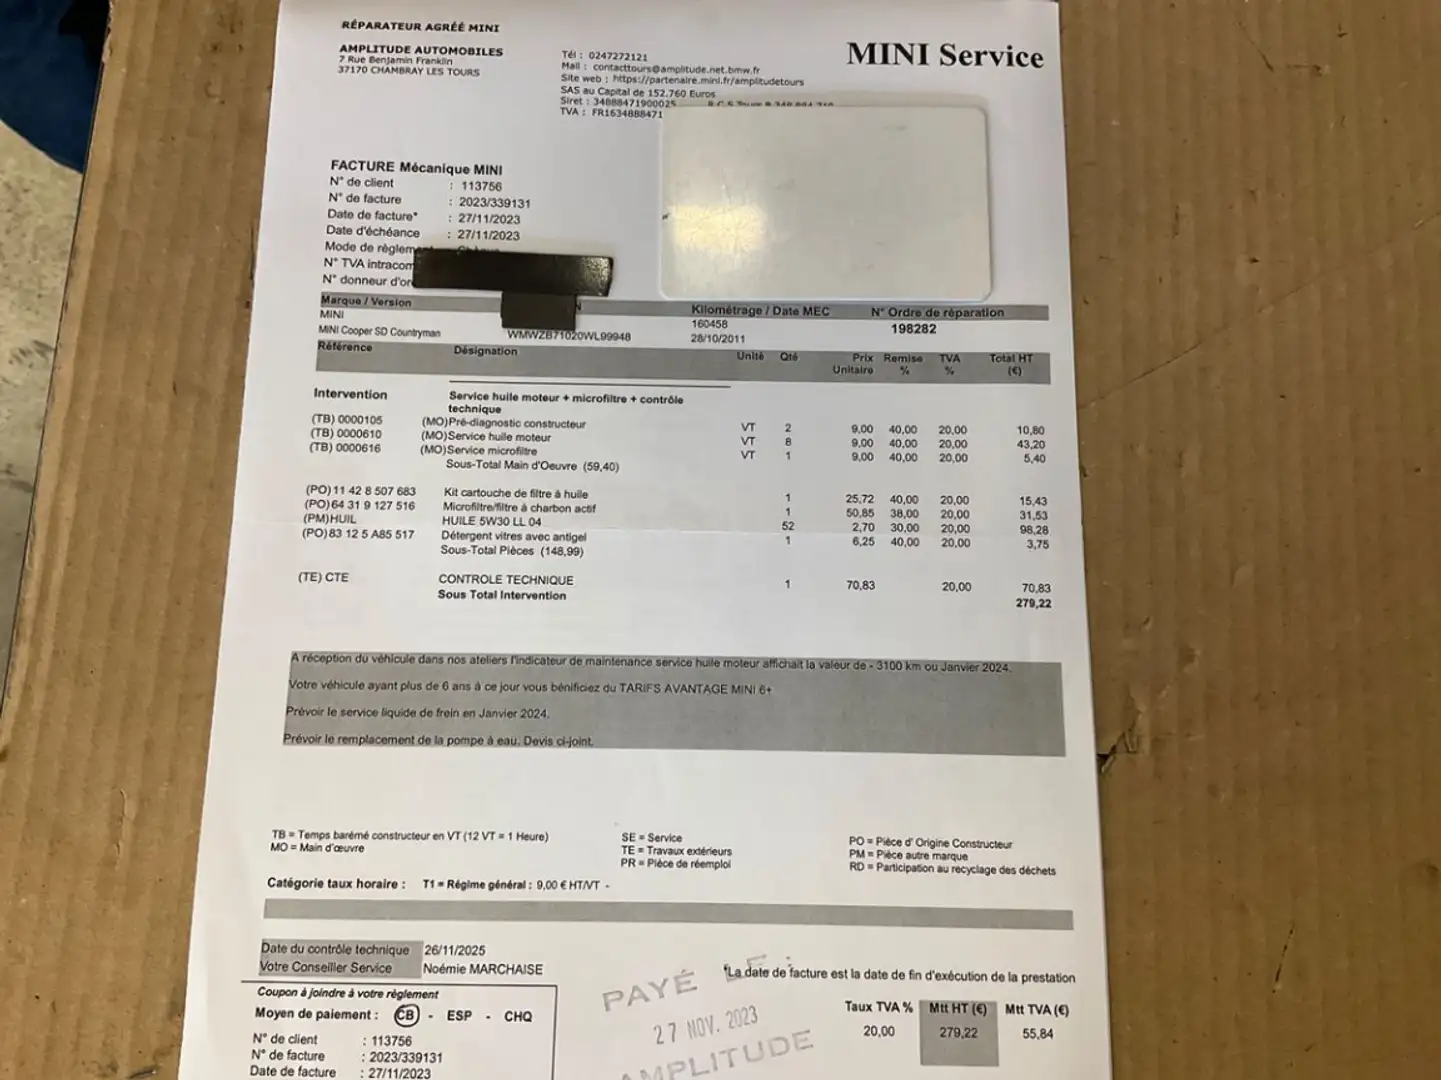 RÉPARATEUR AGRÉÉ MINI
AMPLITUDE AUTOMOBILES
7 Rue Benjamin Franklin
37170 CHAMBRAY LES TOURS
Tél : 0247272121
Mail : contacttours@amplitude.net.bmw.fr
Site web : https://partenaire.mini.fr/amplitudetours
SAS au Capital de 152.760 Euros
Siret : 34888471900025
TVA : FR1634888471
MINI Service
FACTURE Mécanique MINI
N° de client : 113756
N° de facture : 2023/339131
Date de facture* : 27/11/2023
Date d'échéance : 27/11/2023
Mode de règlem
N° TVA intracom
N° donneur d'or
Marque / Version Kilométrage / Date MEC N° Ordre de réparation
MINI 160458 198282
MINI Cooper SD Countryman WMWZB71020WL99948 28/10/2011
Référence Désignation Unité Qté Prix Unitaire Remise % TVA % Total HT (€)
Intervention Service huile moteur + microfiltre + contrôle
technique
(TB) 0000105 (MO)Pré-diagnostic constructeur VT 2 9,00 40,00 20,00 10,80
(TB) 0000610 (MO)Service huile moteur VT 8 9,00 40,00 20,00 43,20
(TB) 0000616 (MO)Service microfiltre VT 1 9,00 40,00 20,00 5,40
Sous-Total Main d'Oeuvre (59,40)
(PO)11 42 8 507 683 Kit cartouche de filtre à huile 1 25,72 40,00 20,00 15,43
(PO)64 31 9 127 516 Microfiltre/filtre à charbon actif 1 50,85 38,00 20,00 31,53
(PM)HUIL HUILE 5W30 LL 04 52 2,70 30,00 20,00 98,28
(PO)83 12 5 A85 517 Détergent vitres avec antigel 1 6,25 40,00 20,00 3,75
Sous-Total Pièces (148,99)
(TE) CTE CONTROLE TECHNIQUE 1 70,83 20,00 70,83
Sous Total Intervention 279,22
A réception du véhicule dans nos ateliers l'indicateur de maintenance service huile moteur affichait la valeur de - 3100 km ou Janvier 2024.
Votre véhicule ayant plus de 6 ans à ce jour vous bénificiez du TARIFS AVANTAGE MINI 6+
Prévoir le service liquide de frein en Janvier 2024.
Prévoir le remplacement de la pompe à eau. Devis ci-joint.
TB = Temps barémé constructeur en VT (12 VT = 1 Heure)
MO = Main d'œuvre
SE = Service
TE = Travaux extérieurs
PR = Pièce de réemploi
PO = Pièce d' Origine Constructeur
PM = Pièce autre marque
RD = Participation au recyclage des déchets
Catégorie taux horaire : T1 = Régime général : 9,00 € HT/VT -
Date du contrôle technique 26/11/2025
Votre Conseiller Service Noémie MARCHAISE
Coupon à joindre à votre règlement
Moyen de paiement : CB - ESP - CHQ
N° de client : 113756
N° de facture : 2023/339131
Date de facture : 27/11/2023
PAYÉ LE :
27 NOV. 2023
AMPLITUDE
*La date de facture est la date de fin d'exécution de la prestation
Taux TVA % Mtt HT (€) Mtt TVA (€)
20,00 279,22 55,84